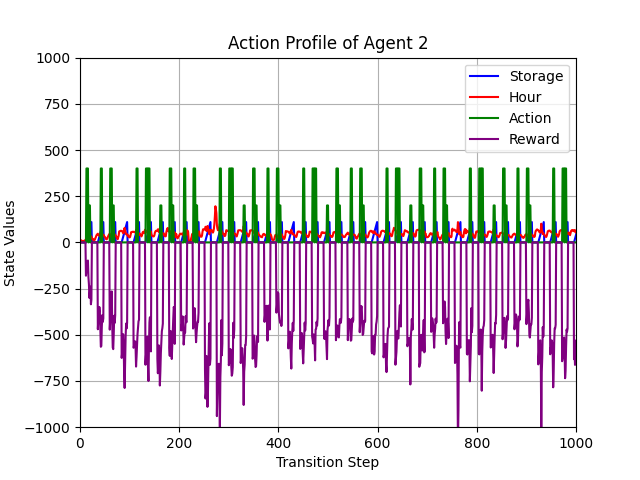 Action Profile of Agent 2
1000
750
500
250
0
−250
−500
−750
−1000
State Values
Storage
Hour
Action
Reward
0 200 400 600 800 1000
Transition Step